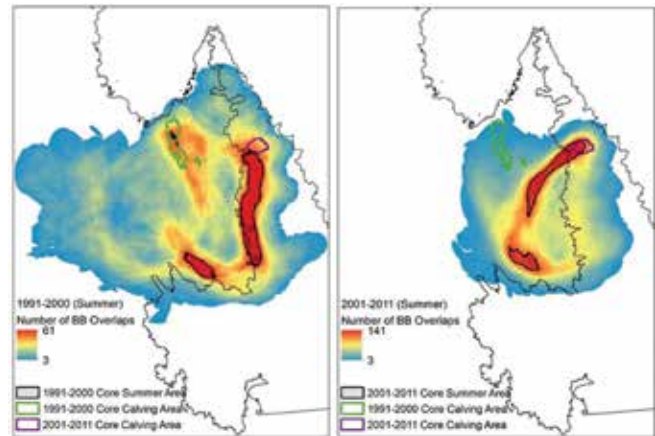 1991-2000 (Summer)
Number of BB Overlaps
61
3
1991-2000 Core Summer Area
1991-2000 Core Calving Area
2001-2011 Core Calving Area
2001-2011 (Summer)
Number of BB Overlaps
141
3
2001-2011 Core Summer Area
1991-2000 Core Calving Area
2001-2011 Core Calving Area